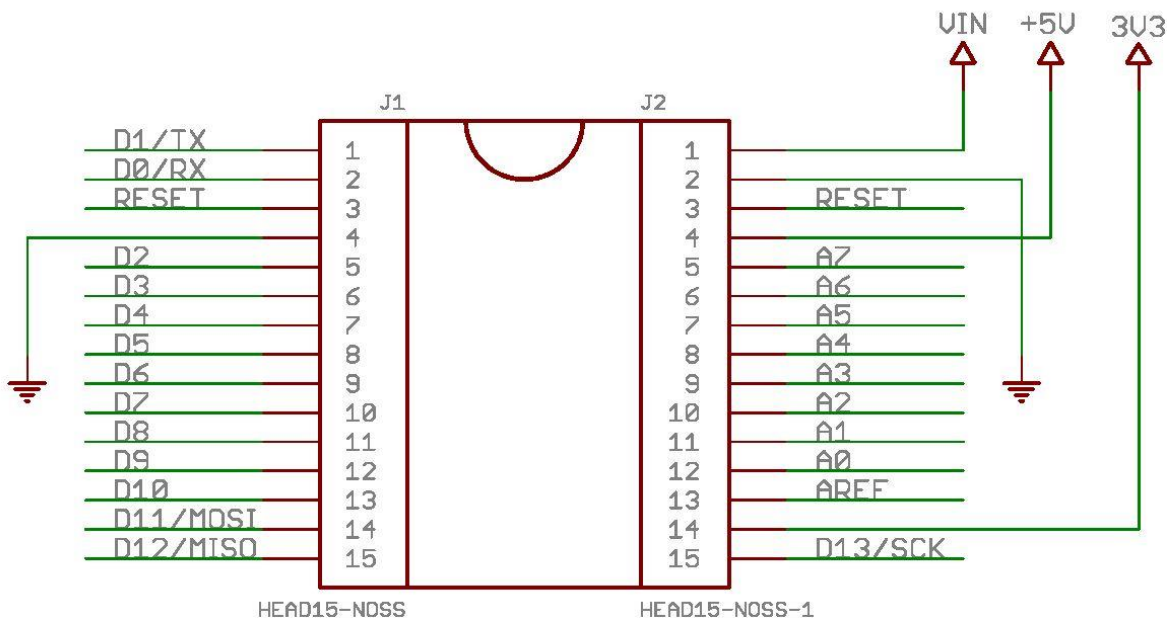 VIN +5V 3V3
J1 J2
D1/TX 1 1
D0/RX 2 2
RESET 3 3 RESET
4 4
D2 5 5 A7
D3 6 6 A6
D4 7 7 A5
D5 8 8 A4
D6 9 9 A3
D7 10 10 A2
D8 11 11 A1
D9 12 12 A0
D10 13 13 AREF
D11/MOSI 14 14
D12/MISO 15 15 D13/SCK
HEAD15-NOSS HEAD15-NOSS-1